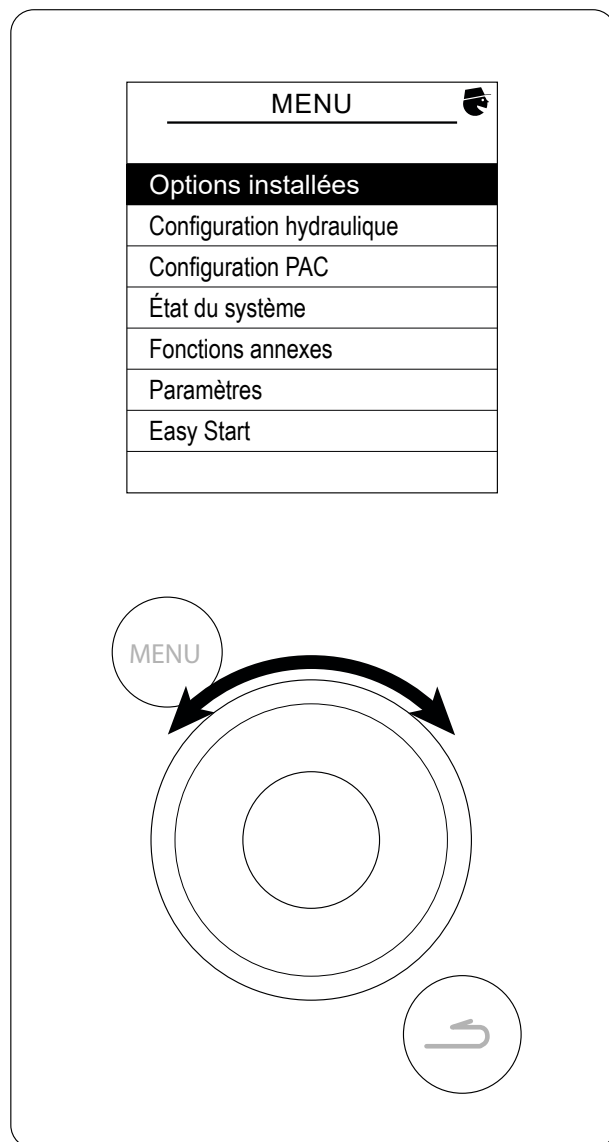 MENU
Options installées
Configuration hydraulique
Configuration PAC
État du système
Fonctions annexes
Paramètres
Easy Start
MENU